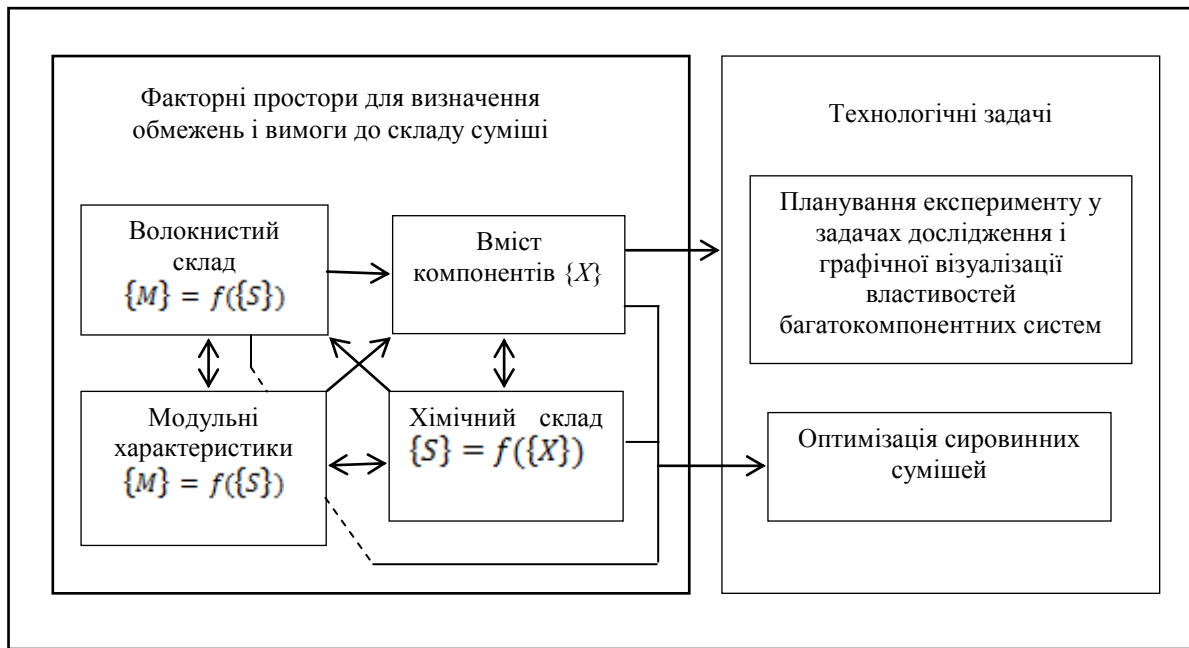 Факторні простори для визначення
обмежень і вимоги до складу суміші
Волокнистий
склад
{M} = f({S})
Вміст
компонентів {X}
Модульні
характеристики
{M} = f({S})
Хімічний склад
{S} = f({X})
Технологічні задачі
Планування експерименту у
задачах дослідження і
графічної візуалізації
властивостей
багатокомпонентних систем
Оптимізація сировинних
сумішей